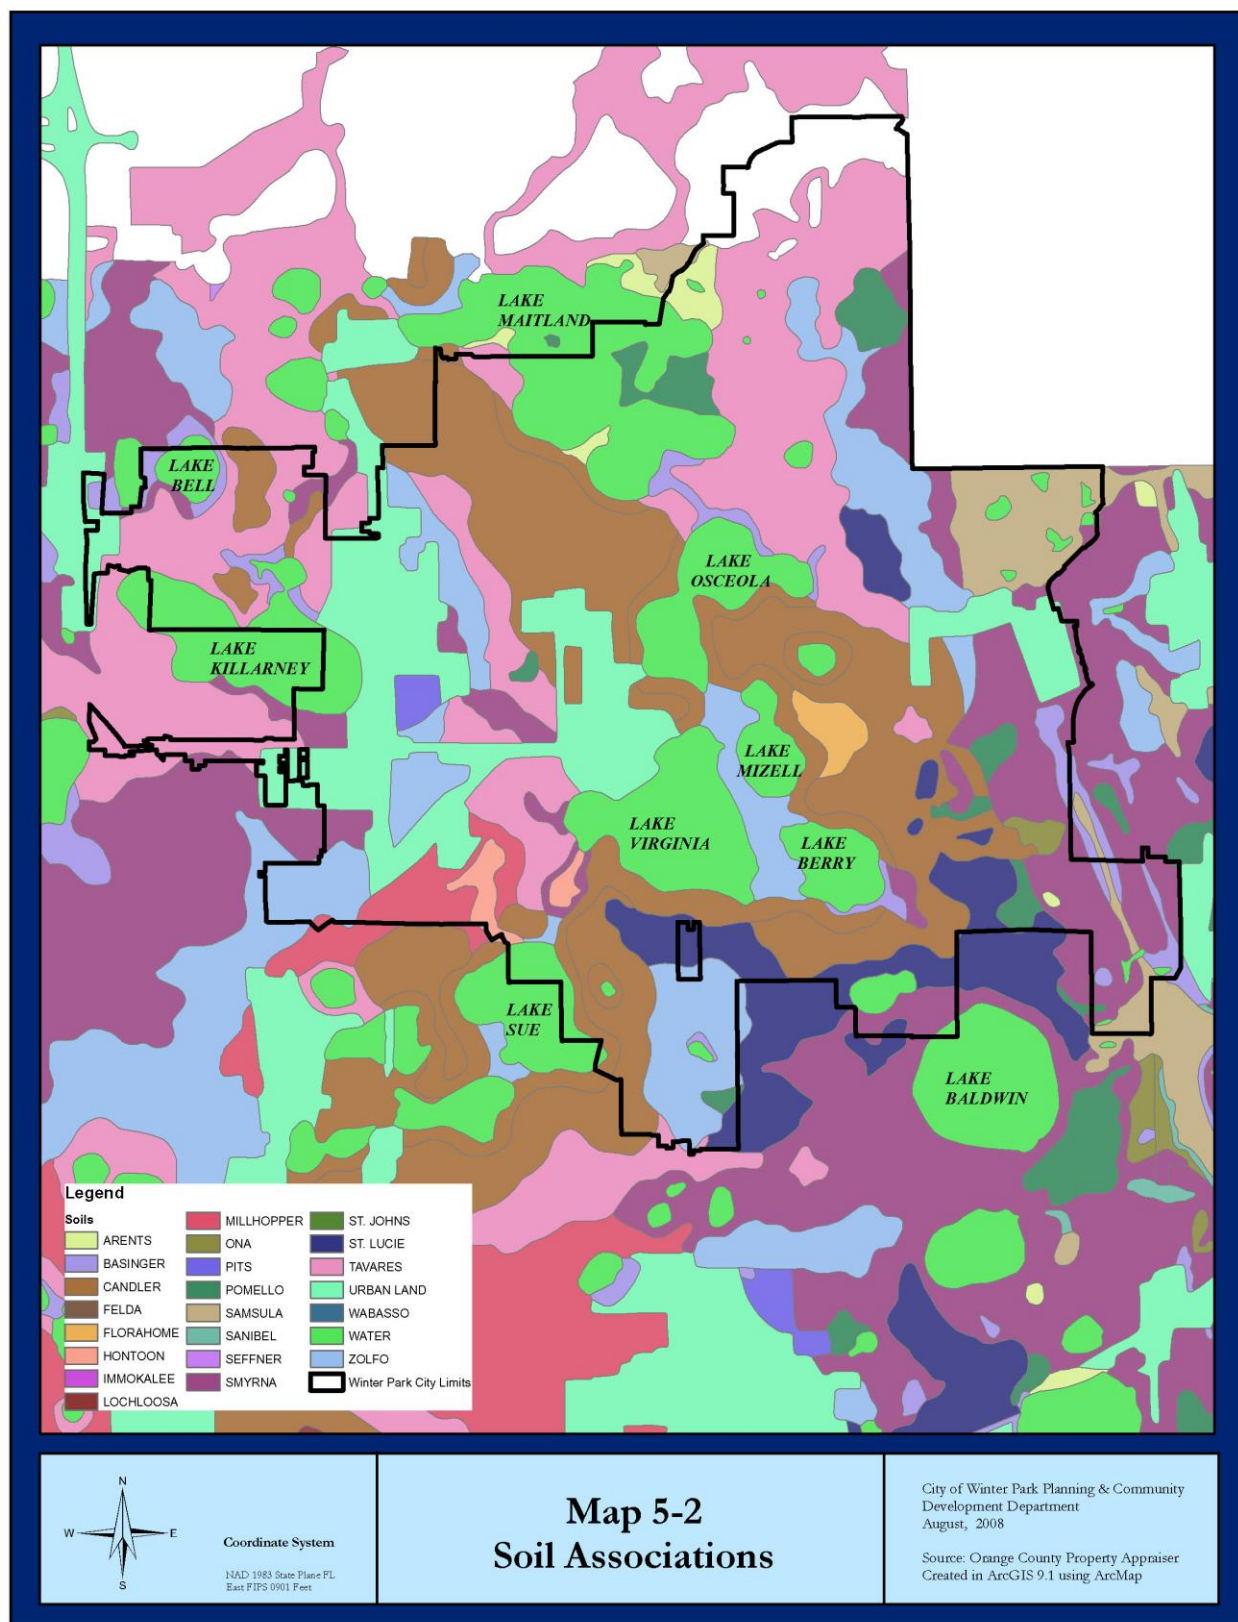 LAKE
MAITLAND
LAKE
BELL
LAKE
OSCEOLA
LAKE
KILLARNEY
LAKE
MIZELL
LAKE
VIRGINIA
LAKE
BERRY
LAKE
SUE
LAKE
BALDWIN
Legend
Soils
ARENTS
BASINGER
CANDLER
FELDA
FLORAHOME
HONTOON
IMMOKALEE
LOCHLOOSA
MILLHOPPER
ONA
PITS
POMELLO
SAMSULA
SANIBEL
SEFFNER
SMYRNA
ST. JOHNS
ST. LUCIE
TAVARES
URBAN LAND
WABASSO
WATER
ZOLFO
Winter Park City Limits
N
W
E
S
Coordinate System
NAD 1983 State Plane FL
East FIPS 0901 Feet
Map 5-2
Soil Associations
City of Winter Park Planning & Community
Development Department
August, 2008
Source: Orange County Property Appraiser
Created in ArcGIS 9.1 using ArcMap